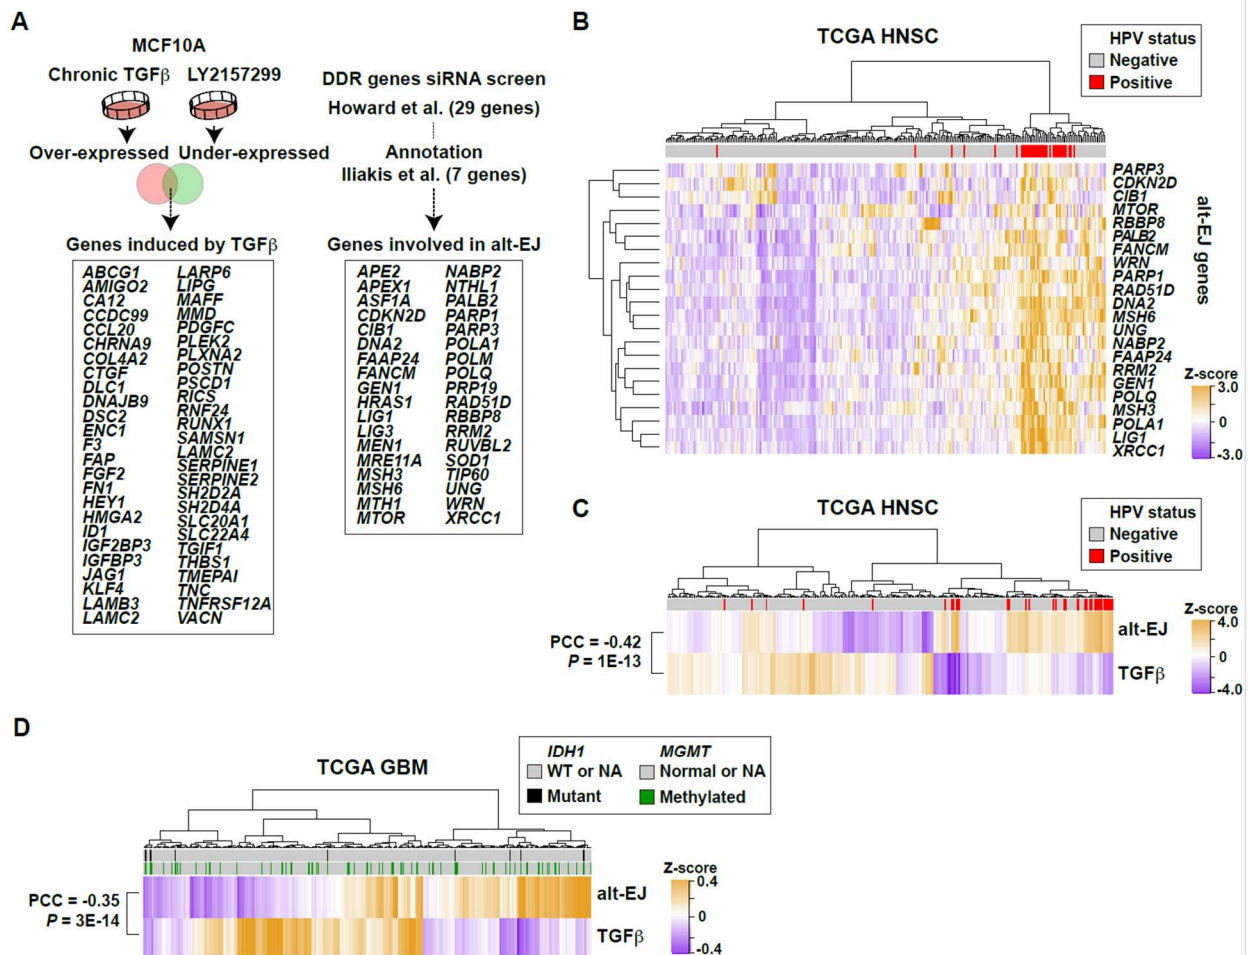 A
MCF10A
Chronic TGFβ LY2157299
Over-expressed Under-expressed
Genes induced by TGFβ
ABCG1
AMIGO2
CA12
CCDC99
CCL20
CHRNA9
COL4A2
CTGF
DLC1
DNAJB9
DSC2
ENC1
F3
FAP
FGF2
FN1
HEY1
HMGA2
ID1
IGF2BP3
IGFBP3
JAG1
KLF4
LAMB3
LAMC2
LARP6
LIPG
MAFF
MMD
PDGFC
PLEK2
PLXNA2
POSTN
PSCD1
RICS
RNF24
RUNX1
SAMSN1
LAMC2
SERPINE1
SERPINE2
SH2D2A
SH2D4A
SLC20A1
SLC22A4
TGIF1
THBS1
TMEPAI
TNC
TNFRSF12A
VACN
DDR genes siRNA screen
Howard et al. (29 genes)
Annotation
Iliakis et al. (7 genes)
Genes involved in alt-EJ
APE2
APEX1
ASF1A
CDKN2D
CIB1
DNA2
FAAP24
FANCM
GEN1
HRAS1
LIG1
LIG3
MEN1
MRE11A
MSH3
MSH6
MTH1
MTOR
NABP2
NTHL1
PALB2
PARP1
PARP3
POLA1
POLM
POLQ
PRP19
RAD51D
RBBP8
RRM2
RUVBL2
SOD1
TIP60
UNG
WRN
XRCC1
B
TCGA HNSC
HPV status
Negative
Positive
PARP3
CDKN2D
CIB1
MTOR
RBBP8
PALB2
FANCM
WRN
PARP1
RAD51D
DNA2
MSH6
UNG
NABP2
FAAP24
RRM2
GEN1
POLQ
MSH3
POLA1
LIG1
XRCC1
alt-EJ genes
Z-score
3.0
0
-3.0
C
TCGA HNSC
HPV status
Negative
Positive
PCC = -0.42
P = 1E-13
alt-EJ
TGFβ
Z-score
4.0
0
-4.0
D
TCGA GBM
IDH1 MGMT
WT or NA Normal or NA
Mutant Methylated
PCC = -0.35
P = 3E-14
alt-EJ
TGFβ
Z-score
0.4
0
-0.4